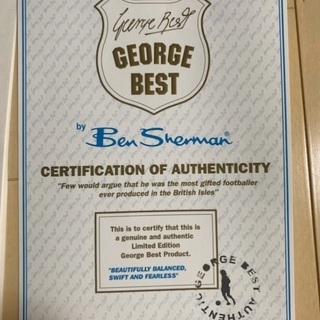 George Best
GEORGE
BEST
by Ben Sherman®
CERTIFICATION OF AUTHENTICITY
"Few would argue that he was the most gifted footballer
ever produced in the British Isles"
This is to certify that this is
a genuine and authentic
Limited Edition
George Best Product.
"BEAUTIFULLY BALANCED,
SWIFT AND FEARLESS"
GEORGE BEST AUTHENTIC